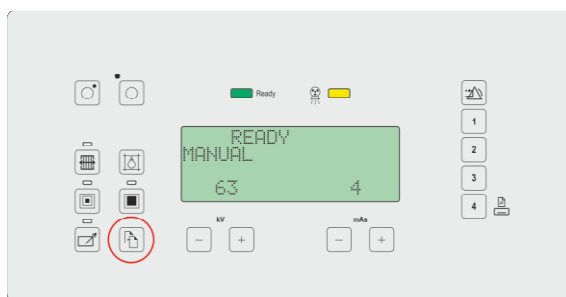 Ready
READY
MANUAL
63 4
kV mAs
- + - +
1
2
3
4